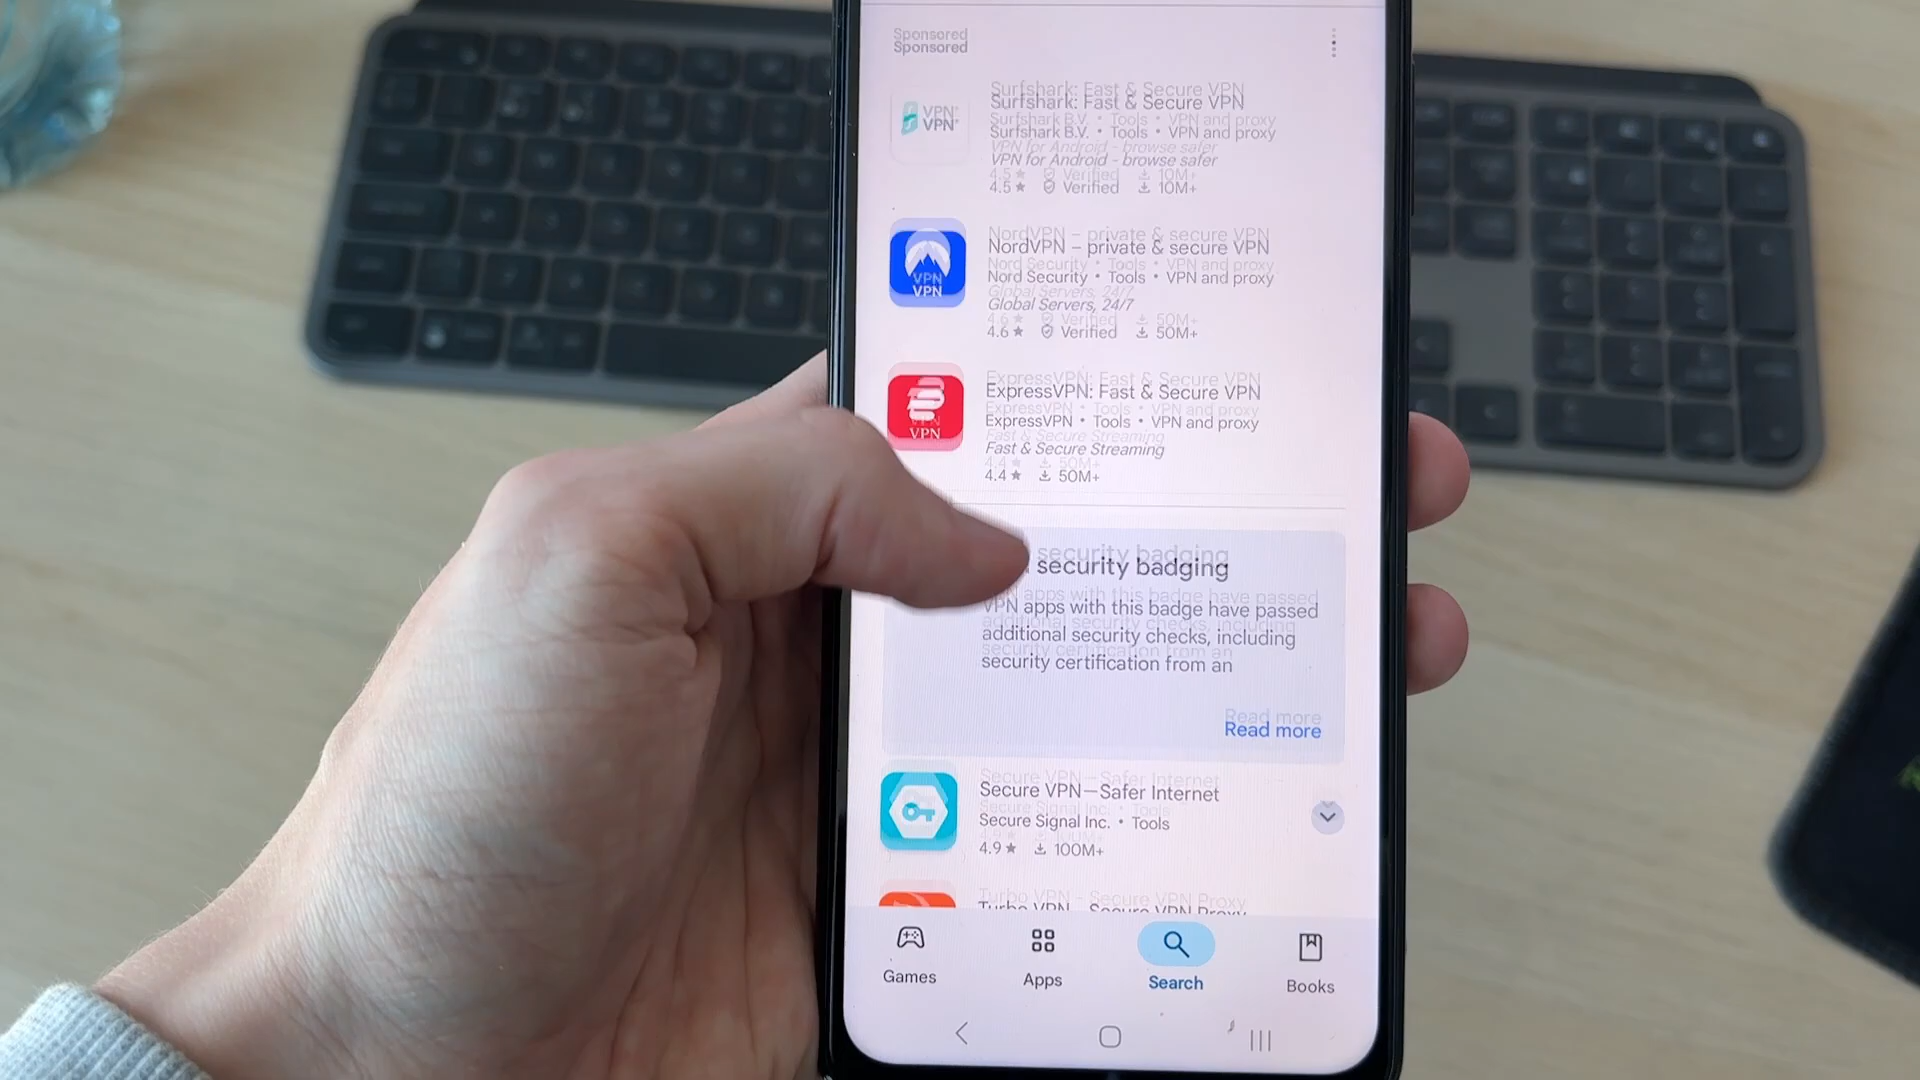 Sponsored
Surfshark: Fast & Secure VPN
Surfshark B.V. • Tools • VPN and proxy
VPN for Android - browse safer
4.5★ Verified 10M+
VPN
NordVPN – private & secure VPN
Nord Security • Tools • VPN and proxy
Global Servers, 24/7
4.6★ Verified 50M+
VPN
ExpressVPN: Fast & Secure VPN
ExpressVPN • Tools • VPN and proxy
Fast & Secure Streaming
4.4★ 50M+
VPN
security badging
VPN apps with this badge have passed
additional security checks, including
security certification from an
Read more
Secure VPN—Safer Internet
Secure Signal Inc. • Tools
4.9★ 100M+
Turbo VPN - Secure VPN Proxy
Games
Apps
Search
Books